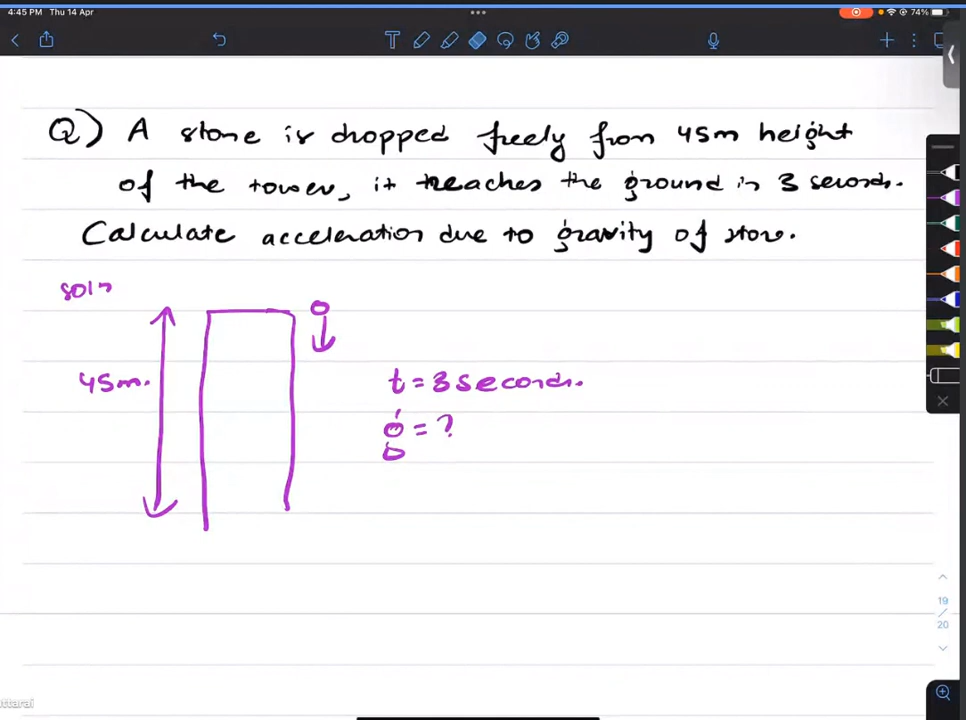 4:45 PM Thu 14 Apr
74%
Q) A stone is dropped freely from 45m height
of the tower, it reaches the ground in 3 seconds.
Calculate acceleration due to gravity of stone.
soln
45m.
t = 3 seconds.
g = ?
19
20
uttarai